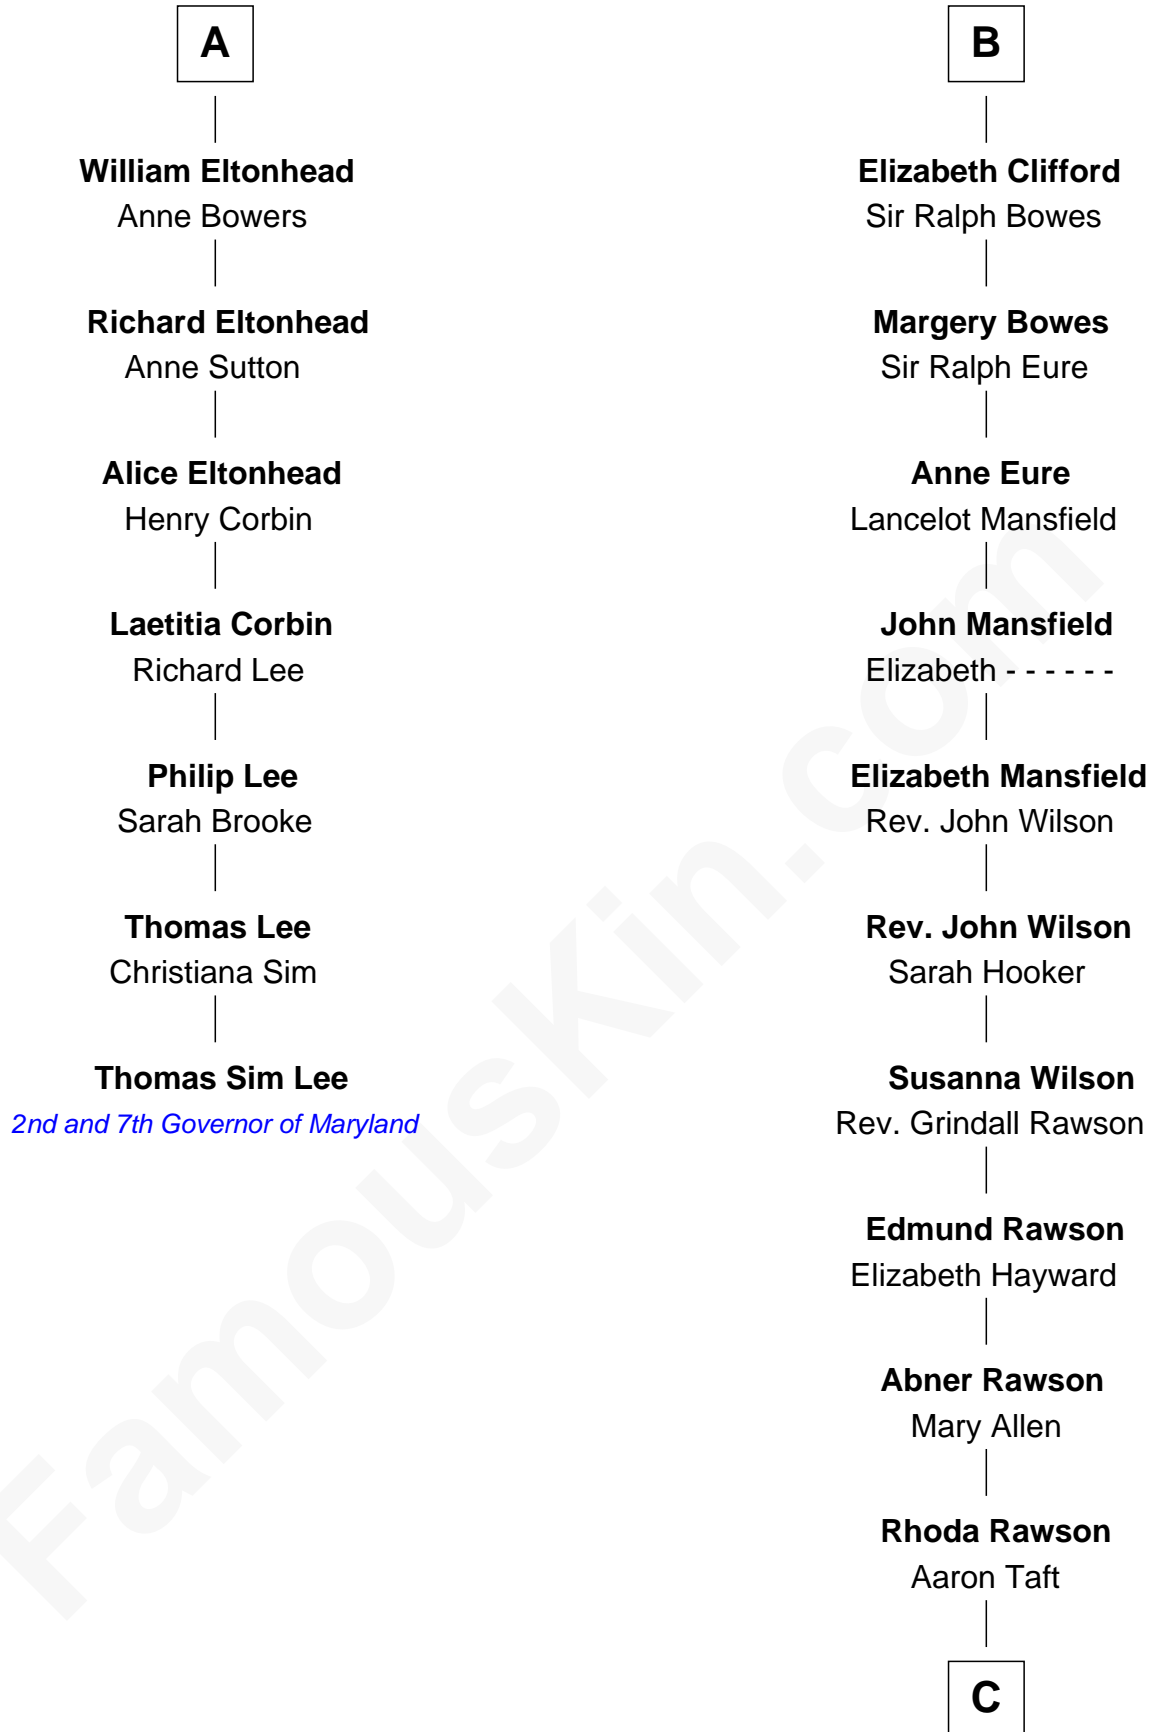 A
William Eltonhead
Anne Bowers
Richard Eltonhead
Anne Sutton
Alice Eltonhead
Henry Corbin
Laetitia Corbin
Richard Lee
Philip Lee
Sarah Brooke
Thomas Lee
Christiana Sim
Thomas Sim Lee
2nd and 7th Governor of Maryland
B
Elizabeth Clifford
Sir Ralph Bowes
Margery Bowes
Sir Ralph Eure
Anne Eure
Lancelot Mansfield
John Mansfield
Elizabeth - - - - - -
Elizabeth Mansfield
Rev. John Wilson
Rev. John Wilson
Sarah Hooker
Susanna Wilson
Rev. Grindall Rawson
Edmund Rawson
Elizabeth Hayward
Abner Rawson
Mary Allen
Rhoda Rawson
Aaron Taft
C
FamousKin.com